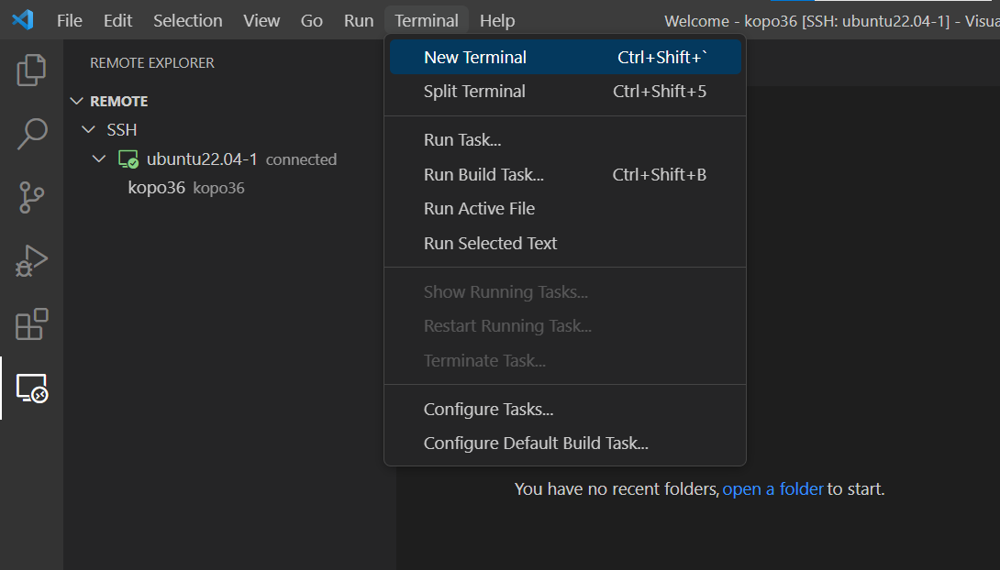 File Edit Selection View Go Run Terminal Help Welcome - kopo36 [SSH: ubuntu22.04-1] - Visua
REMOTE EXPLORER
REMOTE
SSH
ubuntu22.04-1 connected
kopo36 kopo36
New Terminal Ctrl+Shift+`
Split Terminal Ctrl+Shift+5
Run Task...
Run Build Task... Ctrl+Shift+B
Run Active File
Run Selected Text
Show Running Tasks...
Restart Running Task...
Terminate Task...
Configure Tasks...
Configure Default Build Task...
You have no recent folders, open a folder to start.